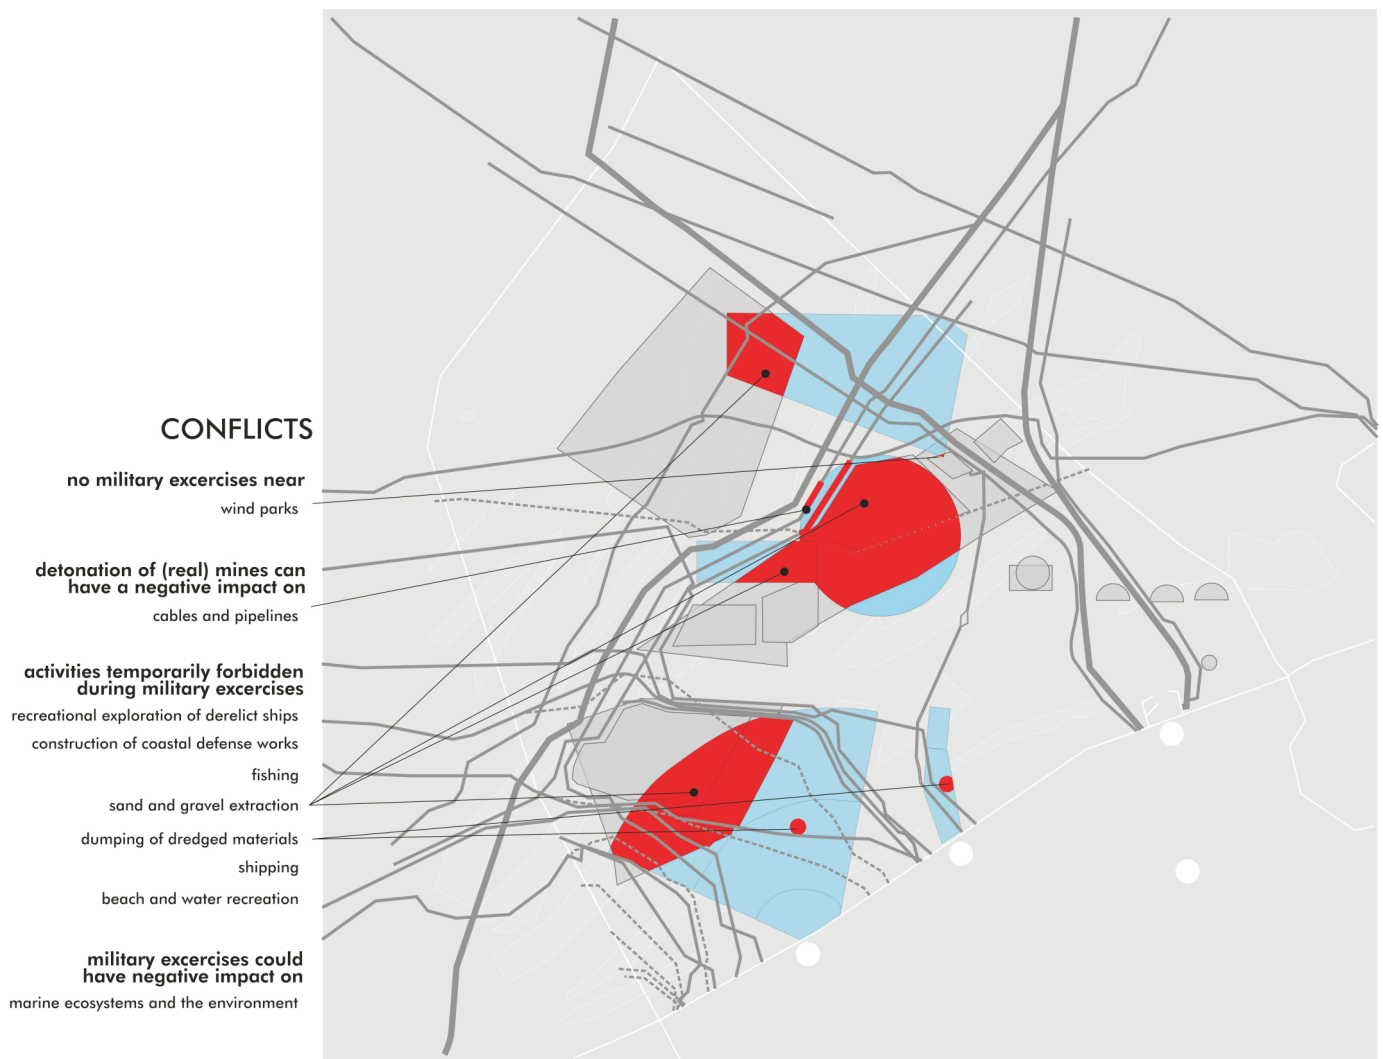 CONFLICTS
no military excercises near
wind parks
detonation of (real) mines can
have a negative impact on
cables and pipelines
activities temporarily forbidden
during military excercises
recreational exploration of derelict ships
construction of coastal defense works
fishing
sand and gravel extraction
dumping of dredged materials
shipping
beach and water recreation
military excercises could
have negative impact on
marine ecosystems and the environment